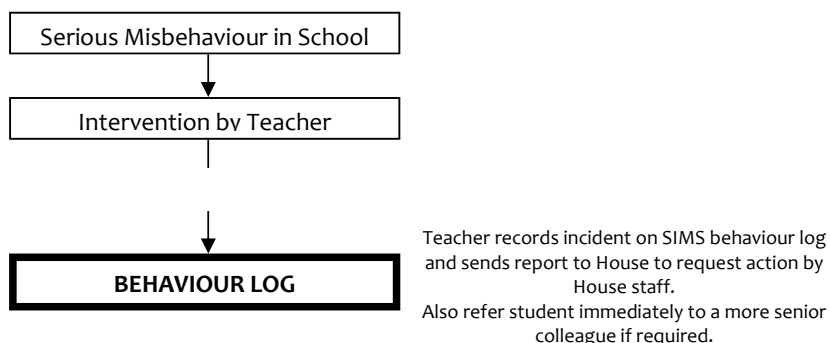 Serious Misbehaviour in School
Intervention by Teacher
BEHAVIOUR LOG
Teacher records incident on SIMS behaviour log
and sends report to House to request action by
House staff.
Also refer student immediately to a more senior
colleague if required.